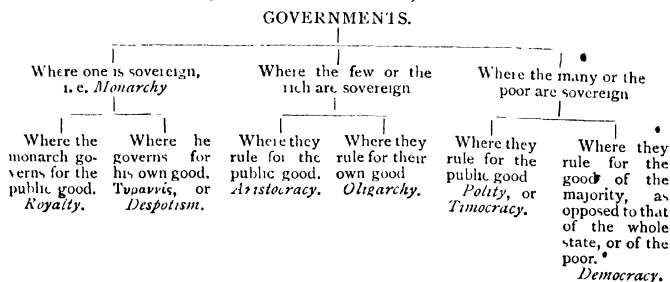 GOVERNMENTS.
Where one is sovereign,
i. e. Monarchy
Where the few or the
rich are sovereign
Where the many or the
poor are sovereign
Where the
monarch go-
verns for the
public good.
Royalty.
Where he
governs for
his own good.
Τυραννίς, or
Despotism.
Where they
rule for the
public good.
Aristocracy.
Where they
rule for their
own good
Oligarchy.
Where they
rule for the
public good
Polity, or
Timocracy.
Where they
rule for the
good of the
majority, as
opposed to that
of the whole
state, or of the
poor.
Democracy.